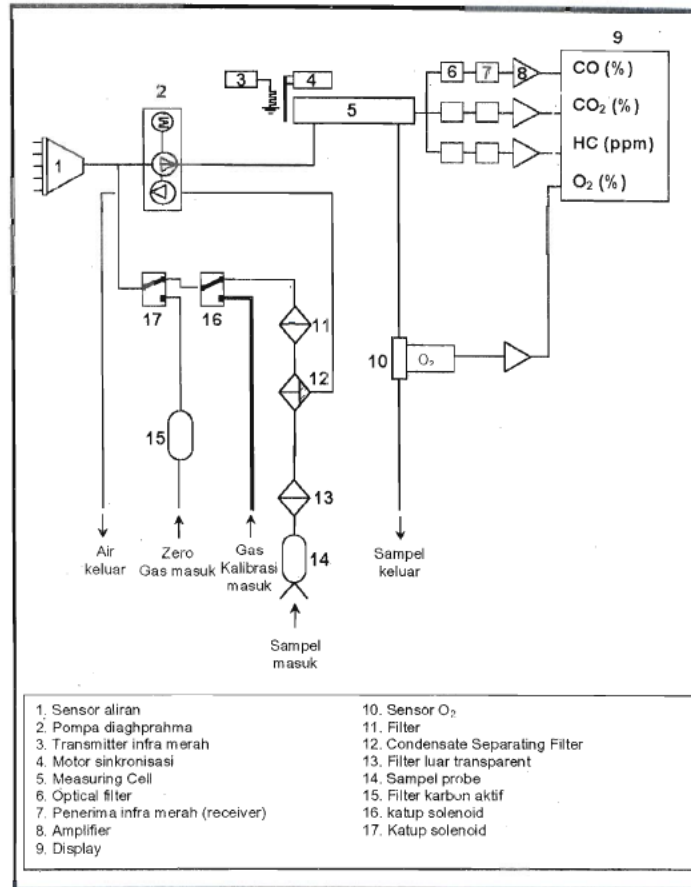 9
3
4
6
7
8
CO (%)
2
5
CO₂ (%)
M
HC (ppm)
1
O₂ (%)
17
16
11
10
O₂
12
15
13
14
Air
keluar
Zero
Gas masuk
Gas
Kalibrasi
masuk
Sampel
keluar
Sampel
masuk
1. Sensor aliran
2. Pompa diaghprahma
3. Transmitter infra merah
4. Motor sinkronisasi
5. Measuring Cell
6. Optical filter
7. Penerima infra merah (receiver)
8. Amplifier
9. Display
10. Sensor O₂
11. Filter
12. Condensate Separating Filter
13. Filter luar transparent
14. Sampel probe
15. Filter karbon aktif
16. katup solenoid
17. Katup solenoid